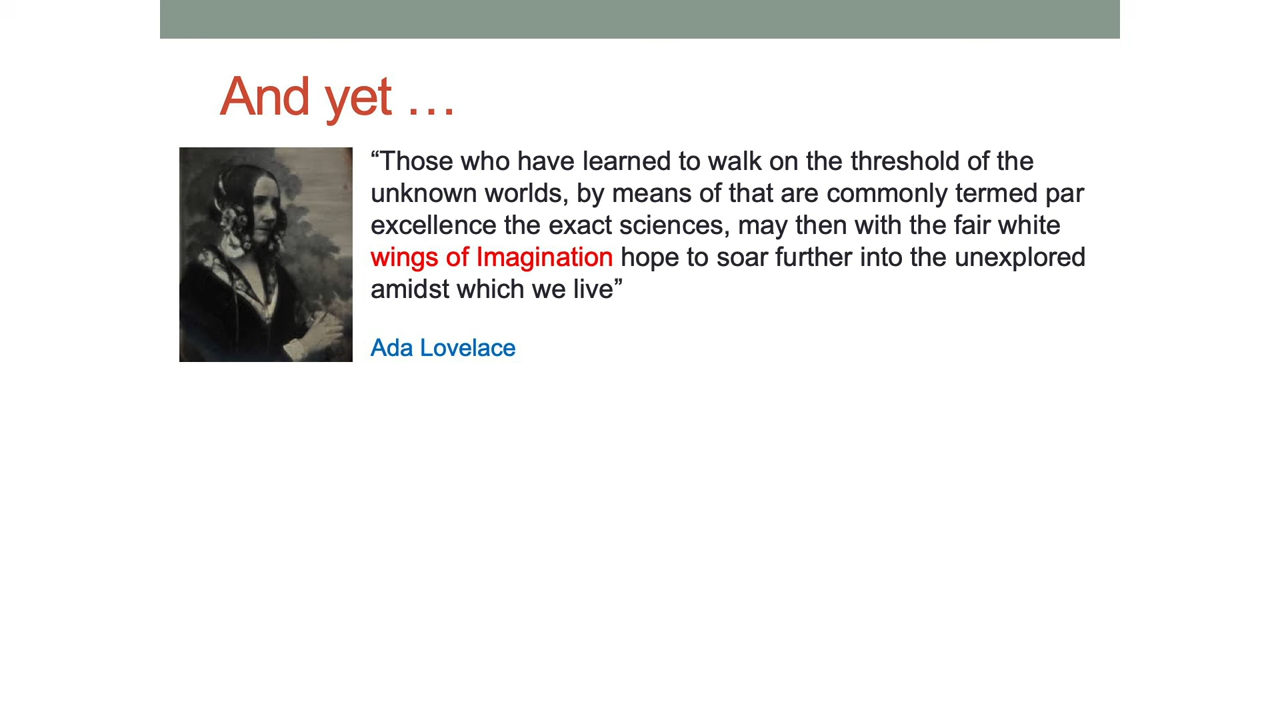 And yet …
“Those who have learned to walk on the threshold of the
unknown worlds, by means of that are commonly termed par
excellence the exact sciences, may then with the fair white
wings of Imagination hope to soar further into the unexplored
amidst which we live”
Ada Lovelace